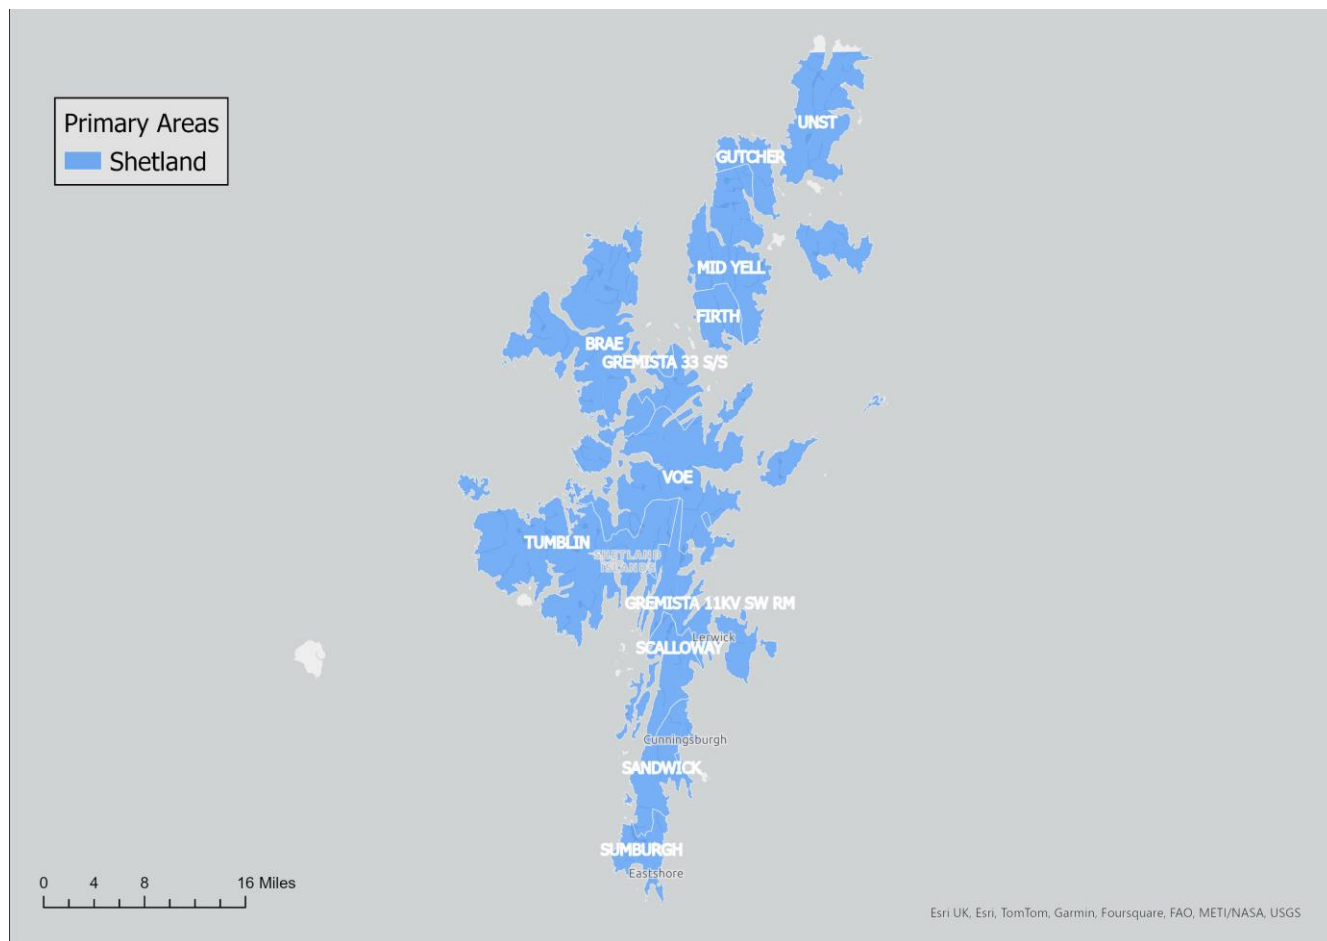 Primary Areas
Shetland
UNST
GUTCHER
MID YELL
FIRTH
BRAE
GREMISTA 33 S/S
VOE
TUMBLIN
SHETLAND
ISLANDS
GREMISTA 11KV SW RM
Lerwick
SCALLOWAY
Cunningsburgh
SANDWICK
SUMBURGH
Eastshore
0 4 8 16 Miles
Esri UK, Esri, TomTom, Garmin, Foursquare, FAO, METI/NASA, USGS